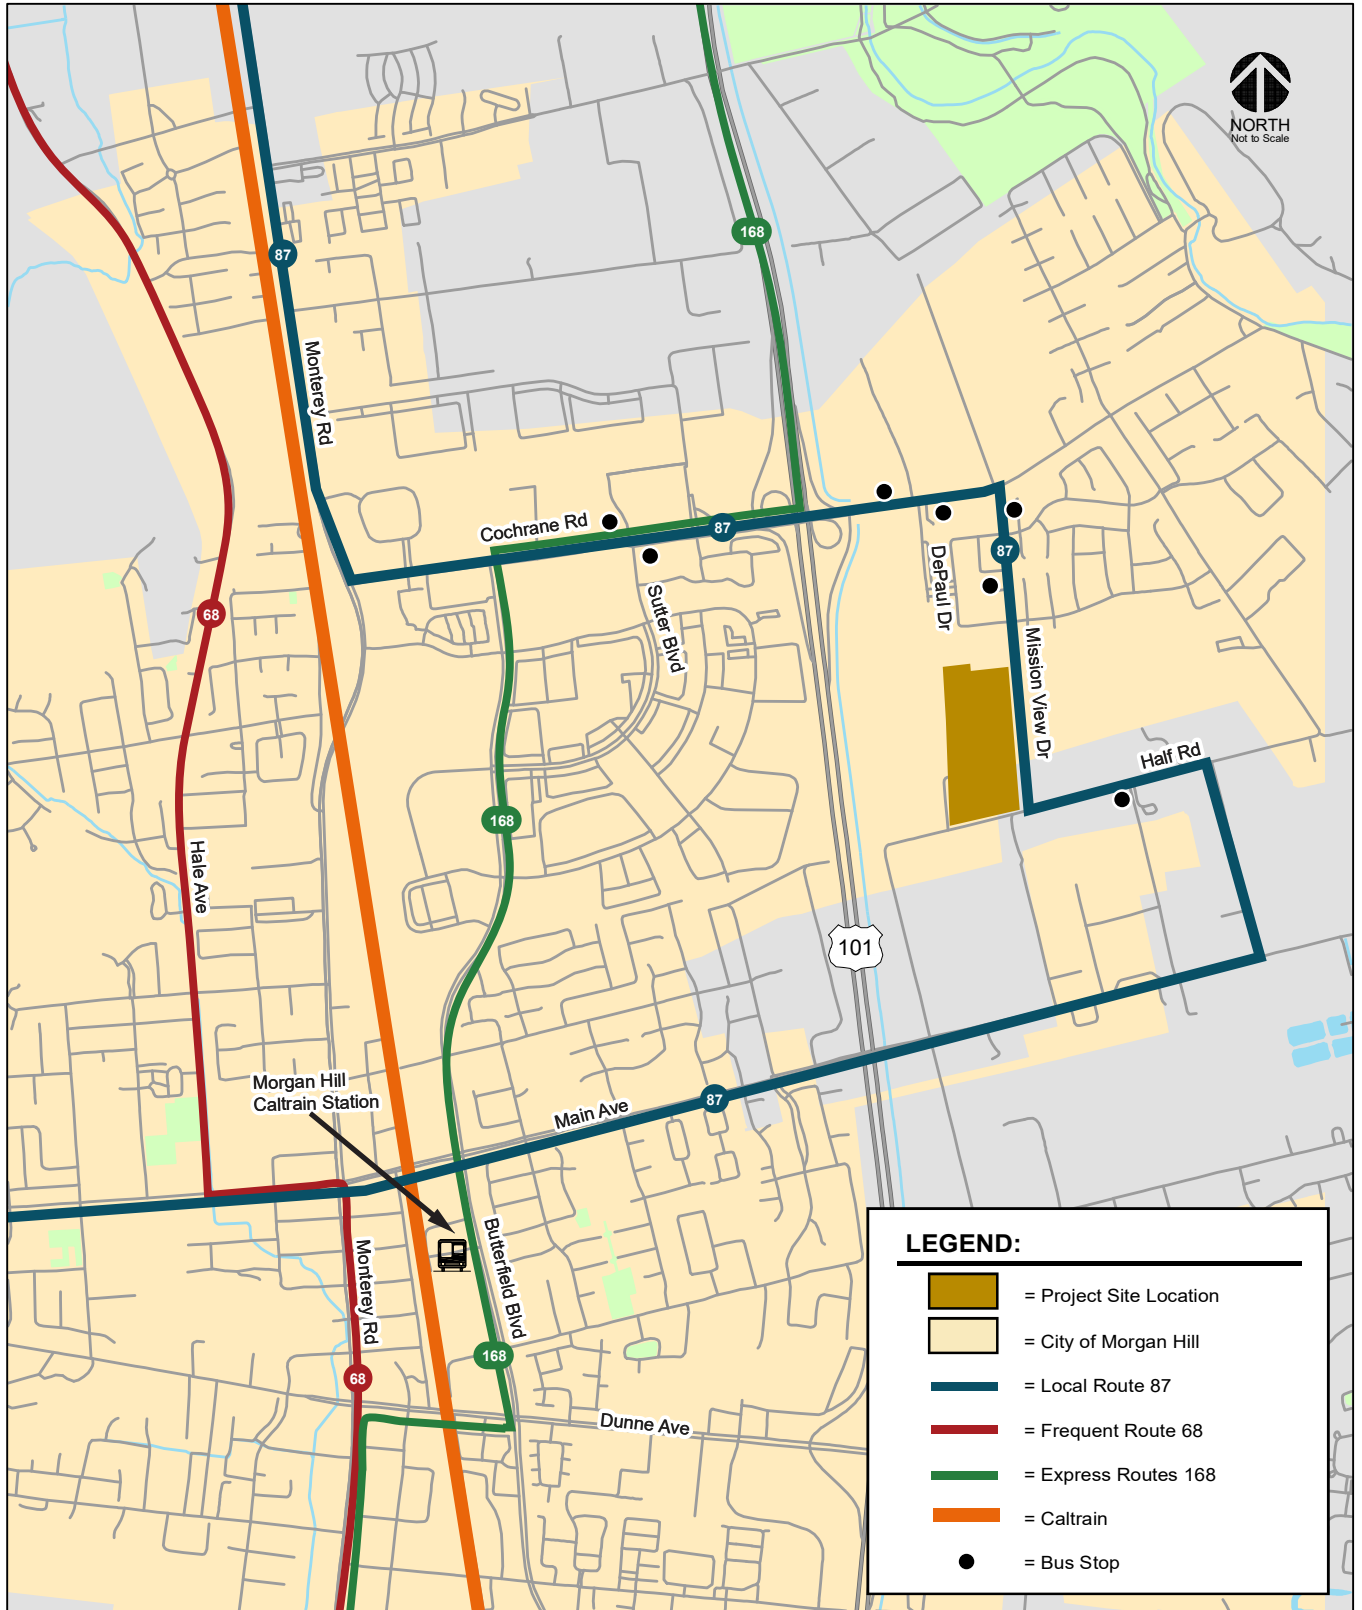 NORTH
Not to Scale
168
87
Monterey Rd
Cochrane Rd
87
87
DePaul Dr
Sutter Blvd
68
Mission View Dr
Half Rd
168
Hale Ave
101
Morgan Hill
Caltrain Station
Main Ave
87
Butterfield Blvd
Monterey Rd
168
68
Dunne Ave
LEGEND:
= Project Site Location
= City of Morgan Hill
= Local Route 87
= Frequent Route 68
= Express Routes 168
= Caltrain
= Bus Stop